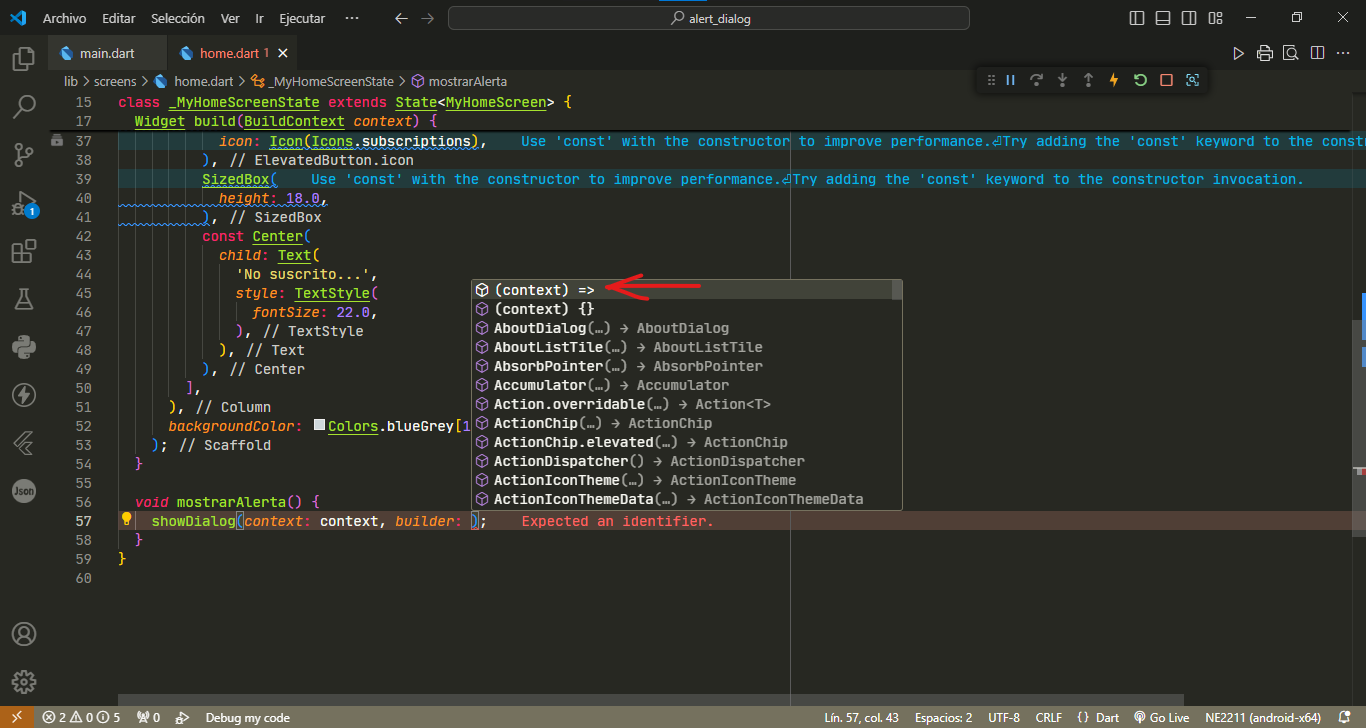 Archivo Editar Selección Ver Ir Ejecutar ··· alert_dialog
main.dart home.dart 1
lib > screens > home.dart > _MyHomeScreenState > mostrarAlerta
15 class _MyHomeScreenState extends State<MyHomeScreen> {
17 Widget build(BuildContext context) {
37 icon: Icon(Icons.subscriptions), Use 'const' with the constructor to improve performance.⏎Try adding the 'const' keyword to the const
38 ), // ElevatedButton.icon
39 SizedBox( Use 'const' with the constructor to improve performance.⏎Try adding the 'const' keyword to the constructor invocation.
40 height: 18.0,
41 ), // SizedBox
42 const Center(
43 child: Text(
44 'No suscrito...',
45 style: TextStyle(
46 fontSize: 22.0,
47 ), // TextStyle
48 ), // Text
49 ), // Center
50 ],
51 ), // Column
52 backgroundColor: Colors.blueGrey[1
53 ); // Scaffold
54 }
55
56 void mostrarAlerta() {
57 showDialog(context: context, builder: ); Expected an identifier.
58 }
59 }
60
(context) =>
(context) {}
AboutDialog(…) → AboutDialog
AboutListTile(…) → AboutListTile
AbsorbPointer(…) → AbsorbPointer
Accumulator(…) → Accumulator
Action.overridable(…) → Action<T>
ActionChip(…) → ActionChip
ActionChip.elevated(…) → ActionChip
ActionDispatcher() → ActionDispatcher
ActionIconTheme(…) → ActionIconTheme
ActionIconThemeData(…) → ActionIconThemeData
1
Json
2 0 5 0 Debug my code Lín. 57, col. 43 Espacios: 2 UTF-8 CRLF {} Dart Go Live NE2211 (android-x64)